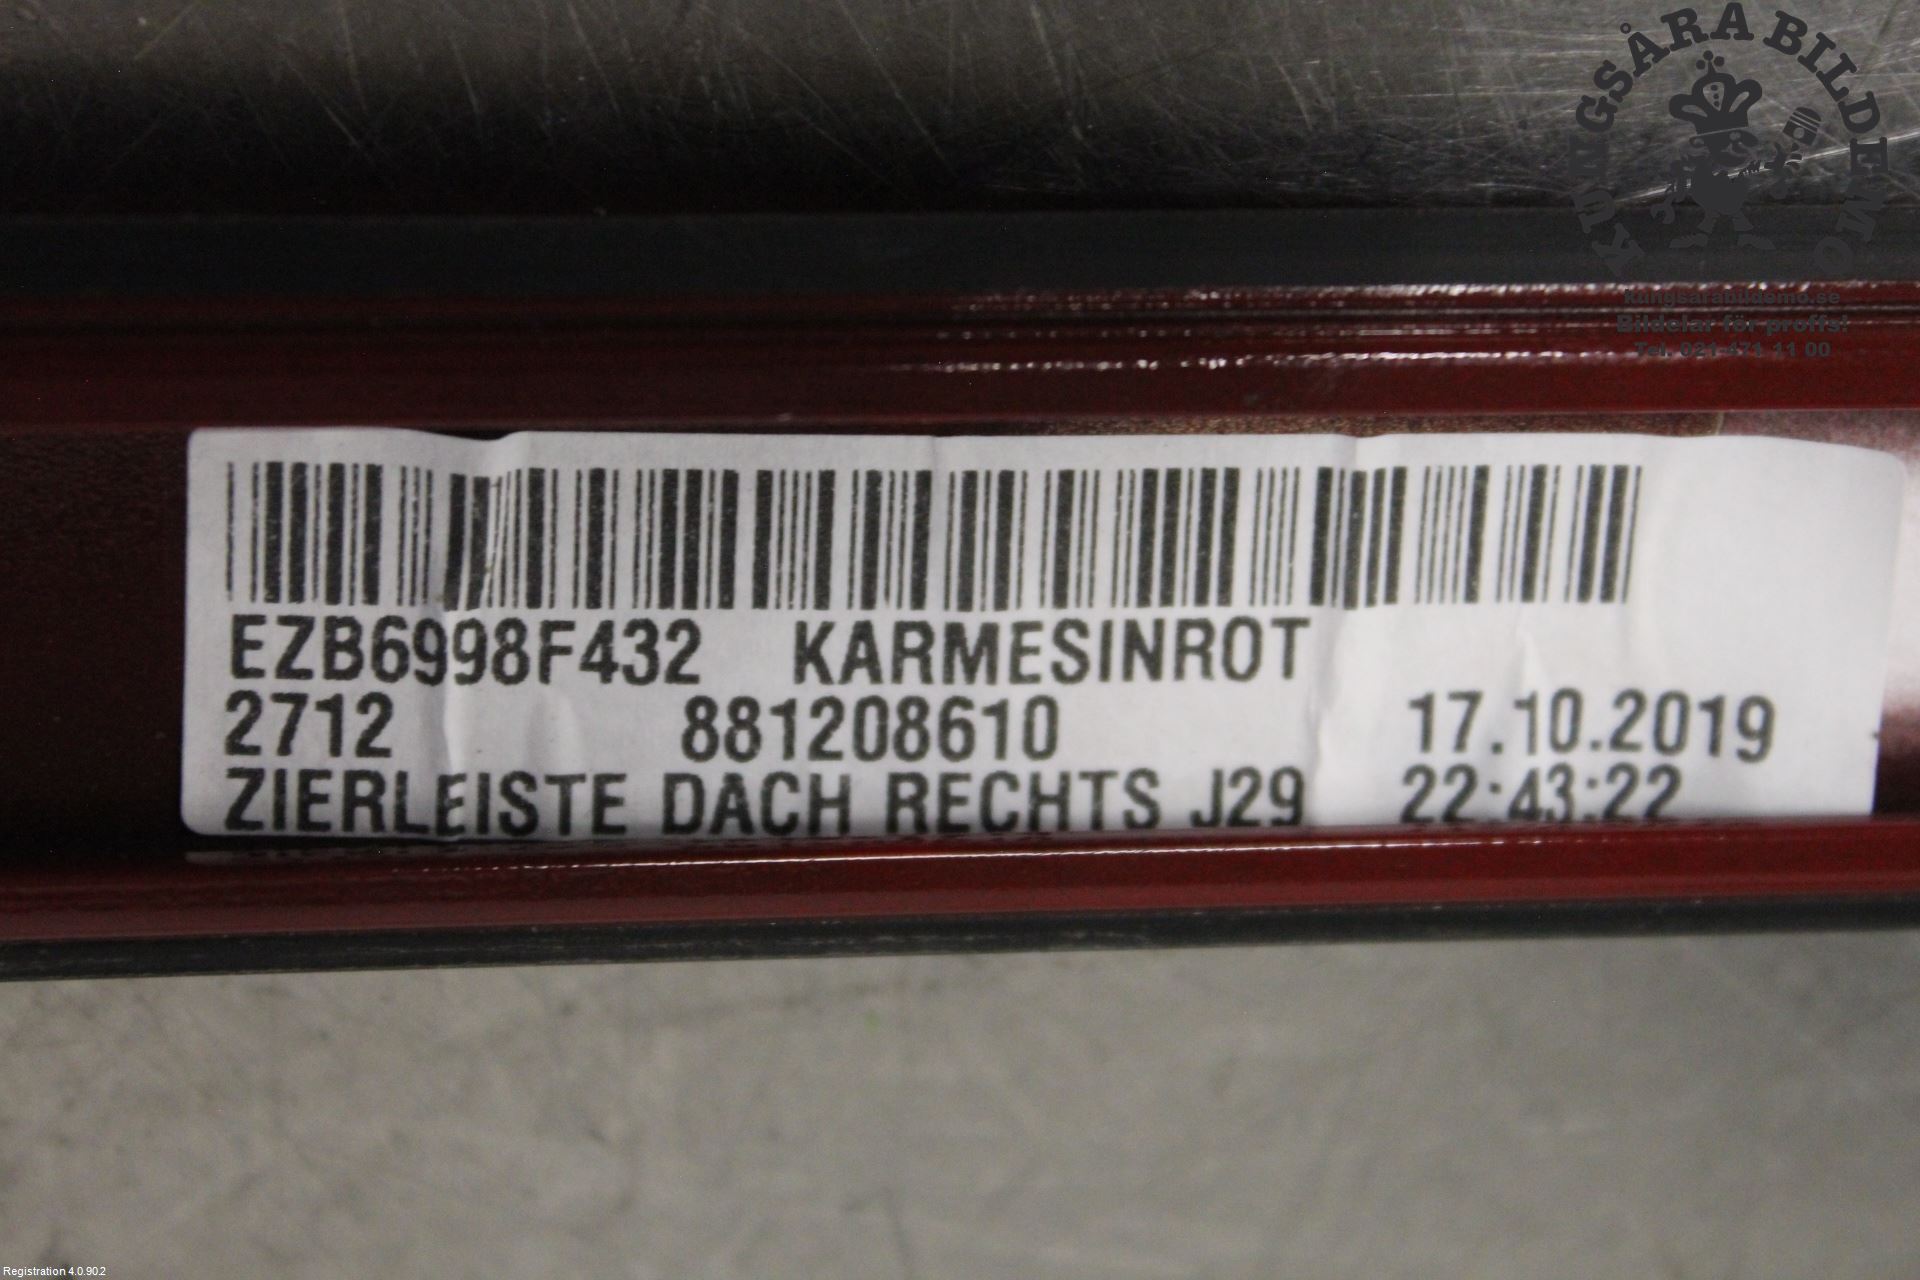 KUNGSÅRA BILDEMO
kungsarabildemo.se
Bildelar för proffs!
Tel. 021-471 11 00
EZB6998F432 KARMESINROT
2712 881208610 17.10.2019
ZIERLEISTE DACH RECHTS J29 22:43:22
Registration 4.0.90.2